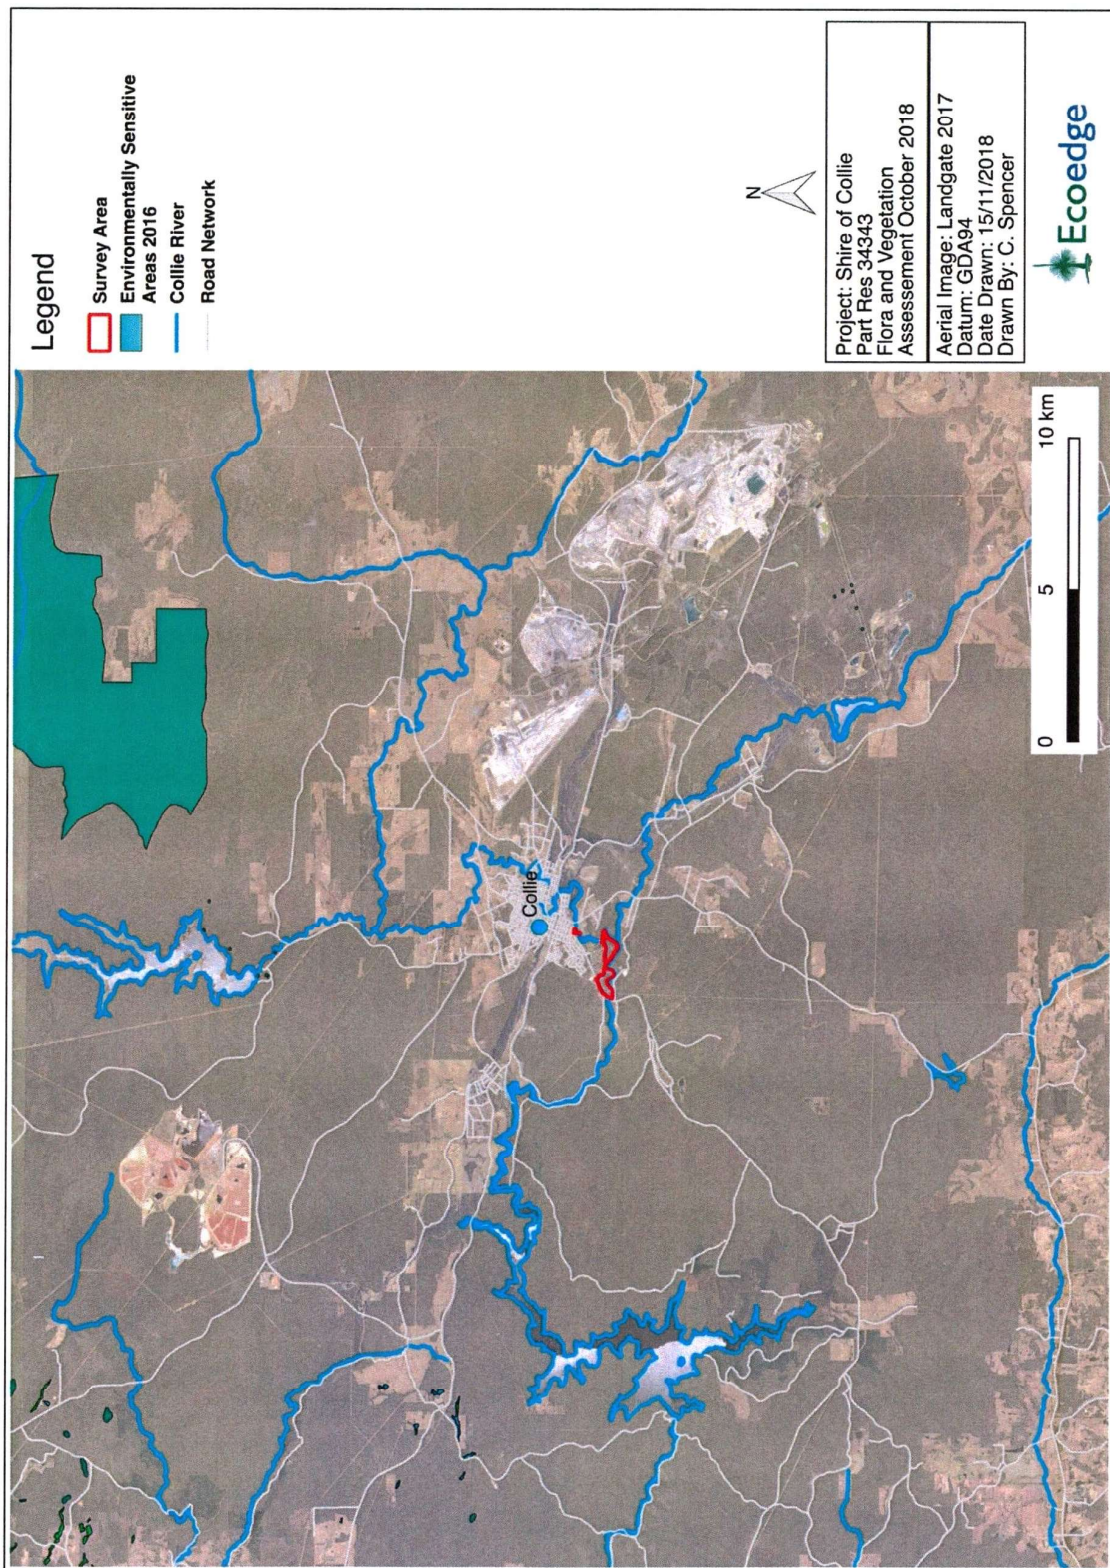 Legend
Survey Area
Environmentally Sensitive
Areas 2016
Collie River
Road Network
Collie
N
0
5
10 km
Project: Shire of Collie
Part Res 34343
Flora and Vegetation
Assessement October 2018
Aerial Image: Landgate 2017
Datum: GDA94
Date Drawn: 15/11/2018
Drawn By: C. Spencer
Ecoedge